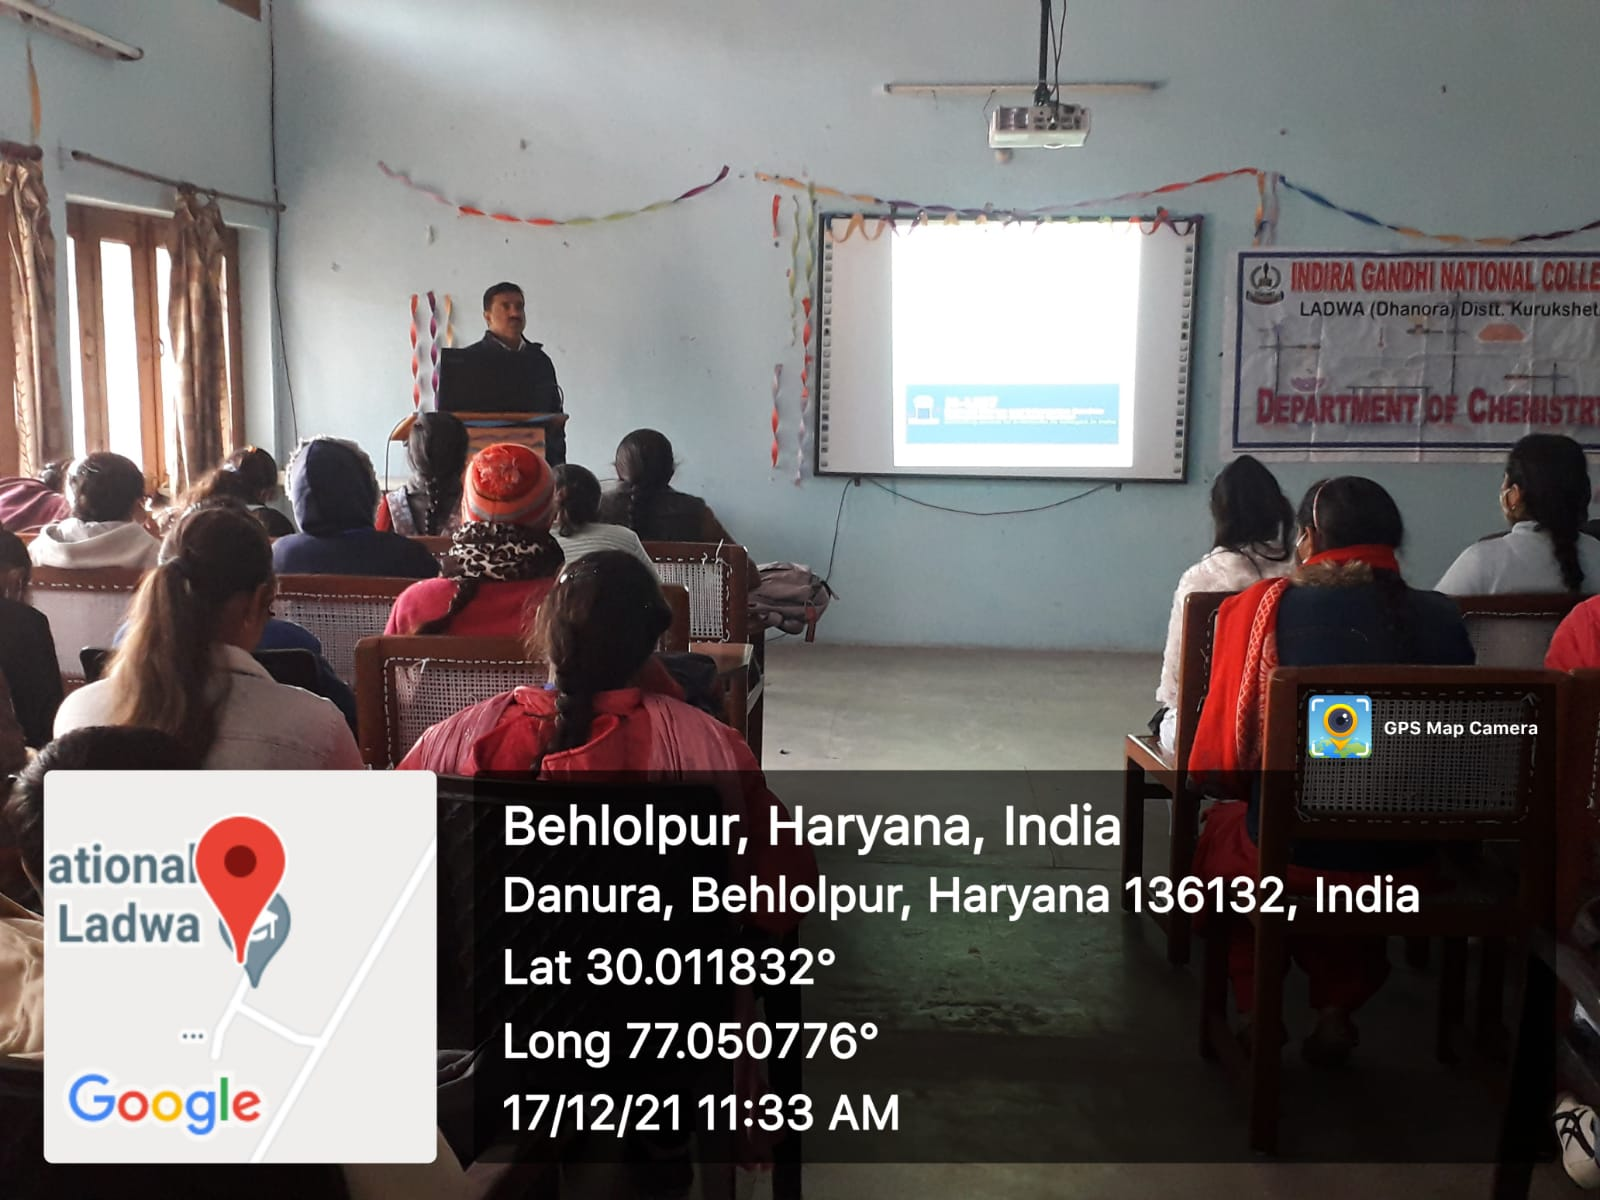 INDIRA GANDHI NATIONAL COLLE
LADWA (Dhanora) Distt. Kurukshet
DEPARTMENT OF CHEMISTRY
GPS Map Camera
ational
Ladwa
...
Google
Behlolpur, Haryana, India
Danura, Behlolpur, Haryana 136132, India
Lat 30.011832°
Long 77.050776°
17/12/21 11:33 AM